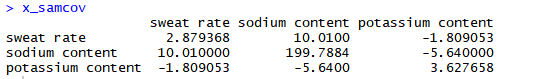 > x_samcov
sweat rate sodium content potassium content
sweat rate 2.879368 10.0100 -1.809053
sodium content 10.010000 199.7884 -5.640000
potassium content -1.809053 -5.6400 3.627658